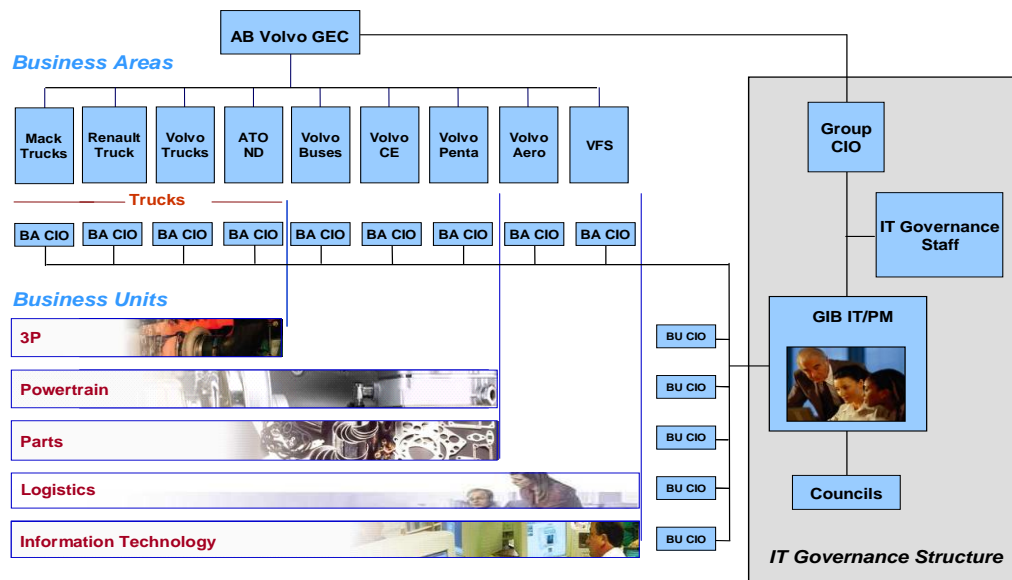 AB Volvo GEC
Business Areas
Mack
Trucks
Renault
Truck
Volvo
Trucks
ATO
ND
Volvo
Buses
Volvo
CE
Volvo
Penta
Volvo
Aero
VFS
Group
CIO
Trucks
BA CIO
BA CIO
BA CIO
BA CIO
BA CIO
BA CIO
BA CIO
BA CIO
BA CIO
IT Governance
Staff
Business Units
3P
Powertrain
Parts
Logistics
Information Technology
BU CIO
BU CIO
BU CIO
BU CIO
BU CIO
GIB IT/PM
Councils
IT Governance Structure